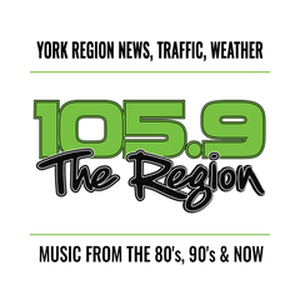 YORK REGION NEWS, TRAFFIC, WEATHER
105.9
The Region
MUSIC FROM THE 80's, 90's & NOW